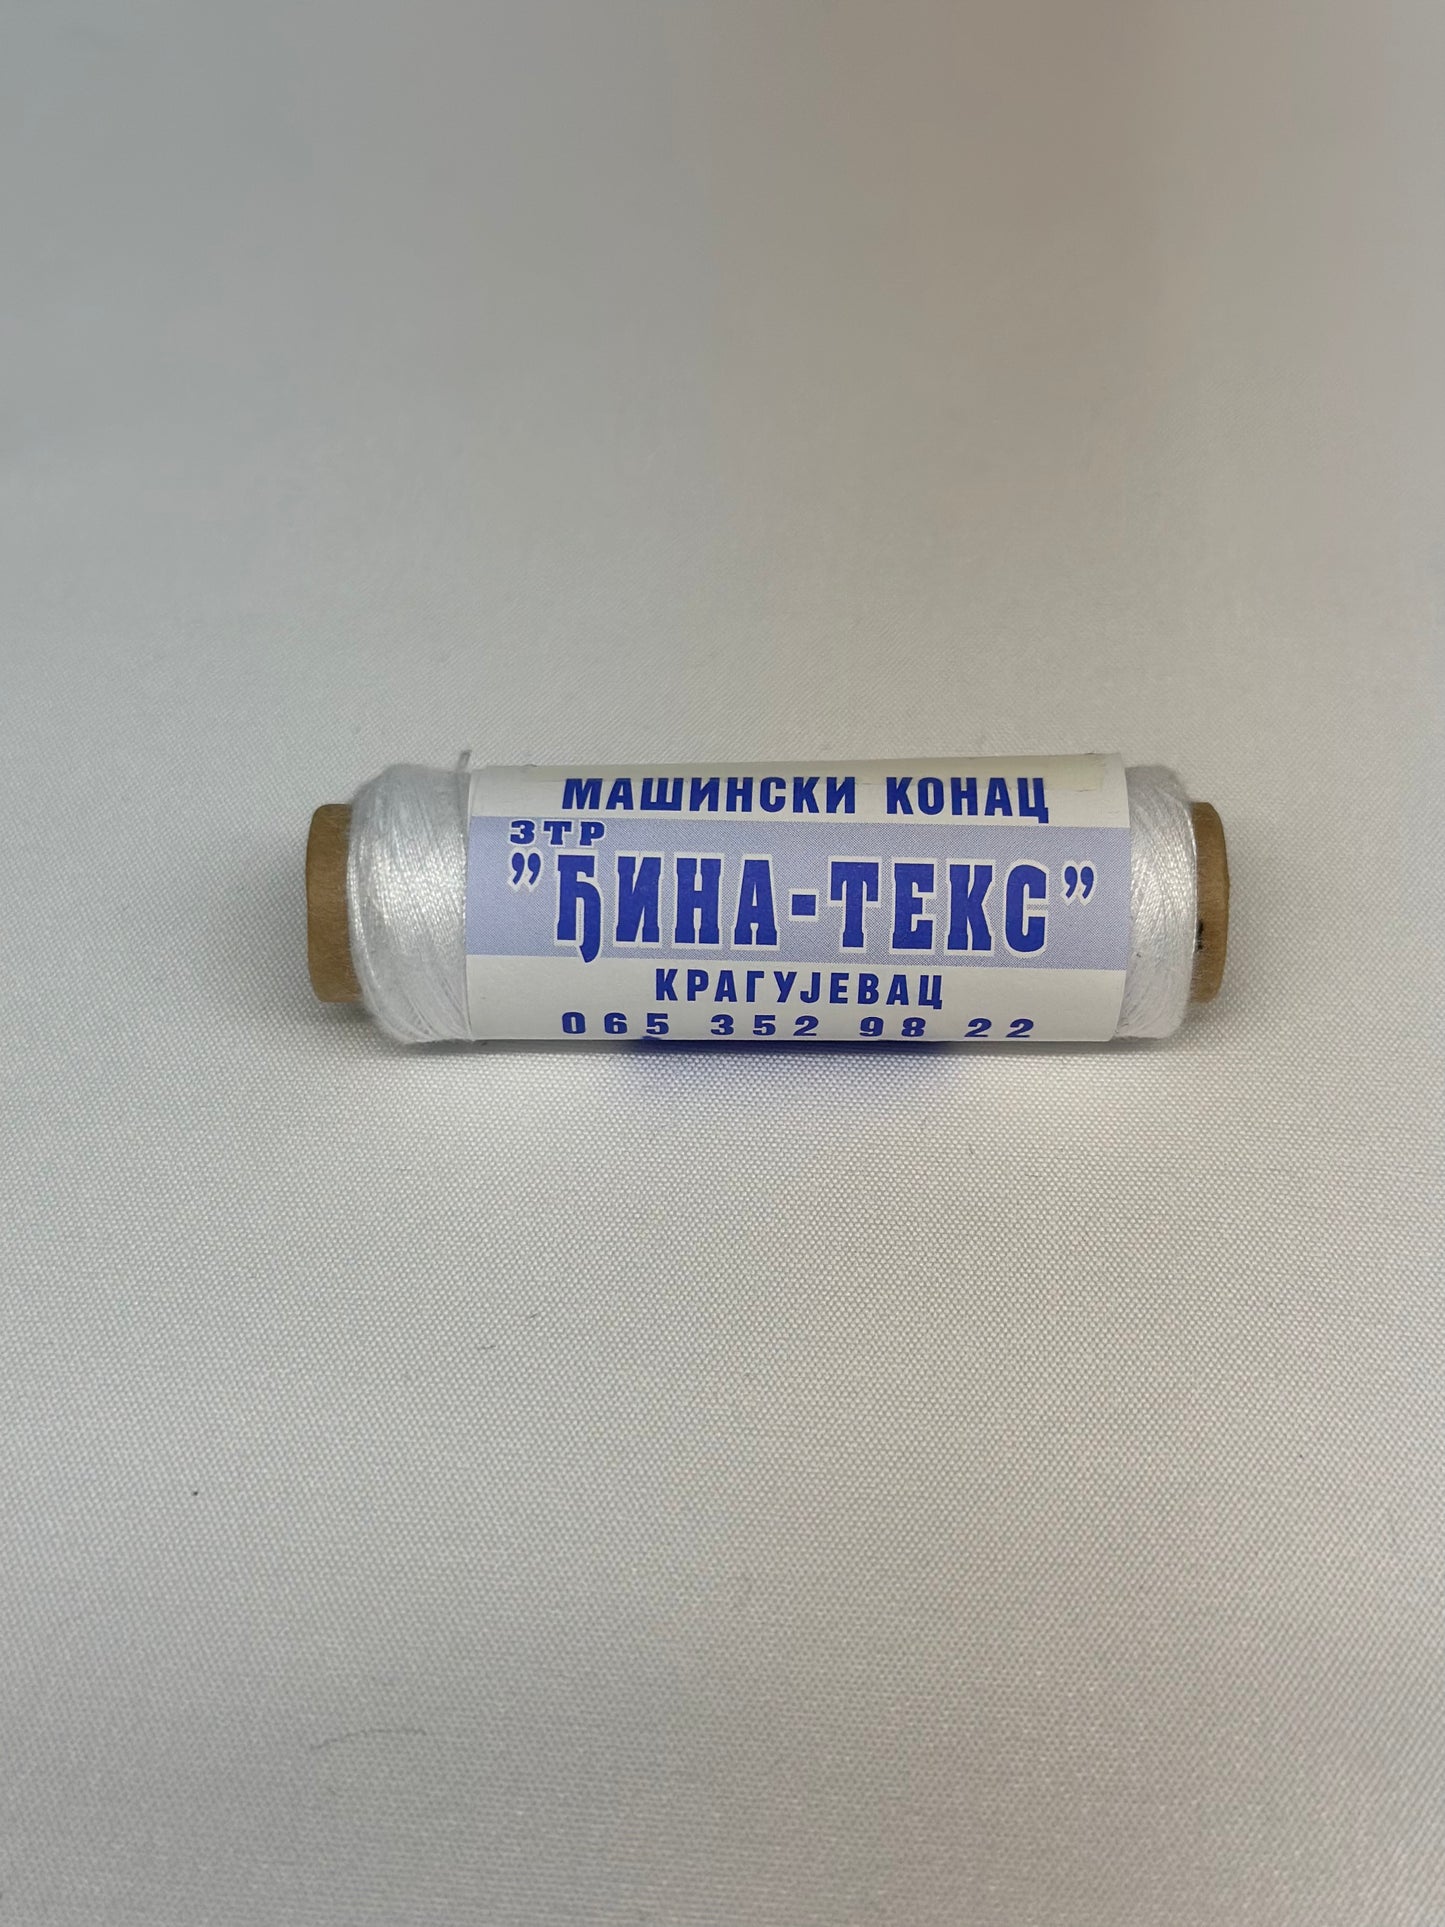 МАШИНСКИ КОНАЦ
ЗТР
"ЂИНА-ТЕКС"
КРАГУЈЕВАЦ
065 352 98 22